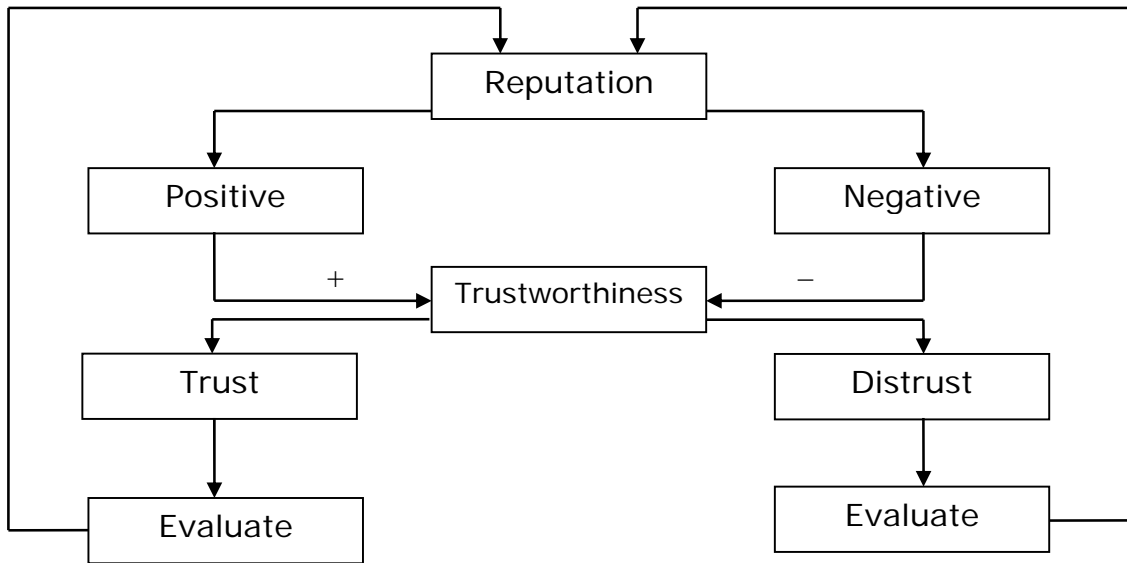 Reputation
Positive
Negative
+
−
Trustworthiness
Trust
Distrust
Evaluate
Evaluate